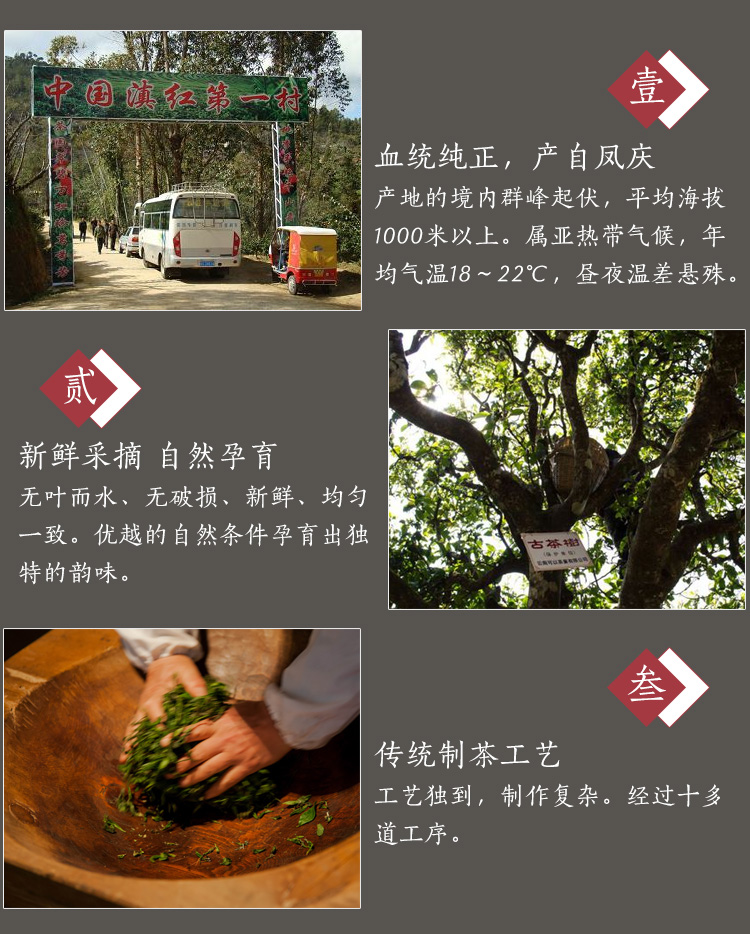 中国滇红第一村
壹
血统纯正，产自凤庆
产地的境内群峰起伏，平均海拔
1000米以上。属亚热带气候，年
均气温18～22℃，昼夜温差悬殊。
贰
新鲜采摘 自然孕育
无叶而水、无破损、新鲜、均匀
一致。优越的自然条件孕育出独
特的韵味。
古茶樹
叁
传统制茶工艺
工艺独到，制作复杂。经过十多
道工序。